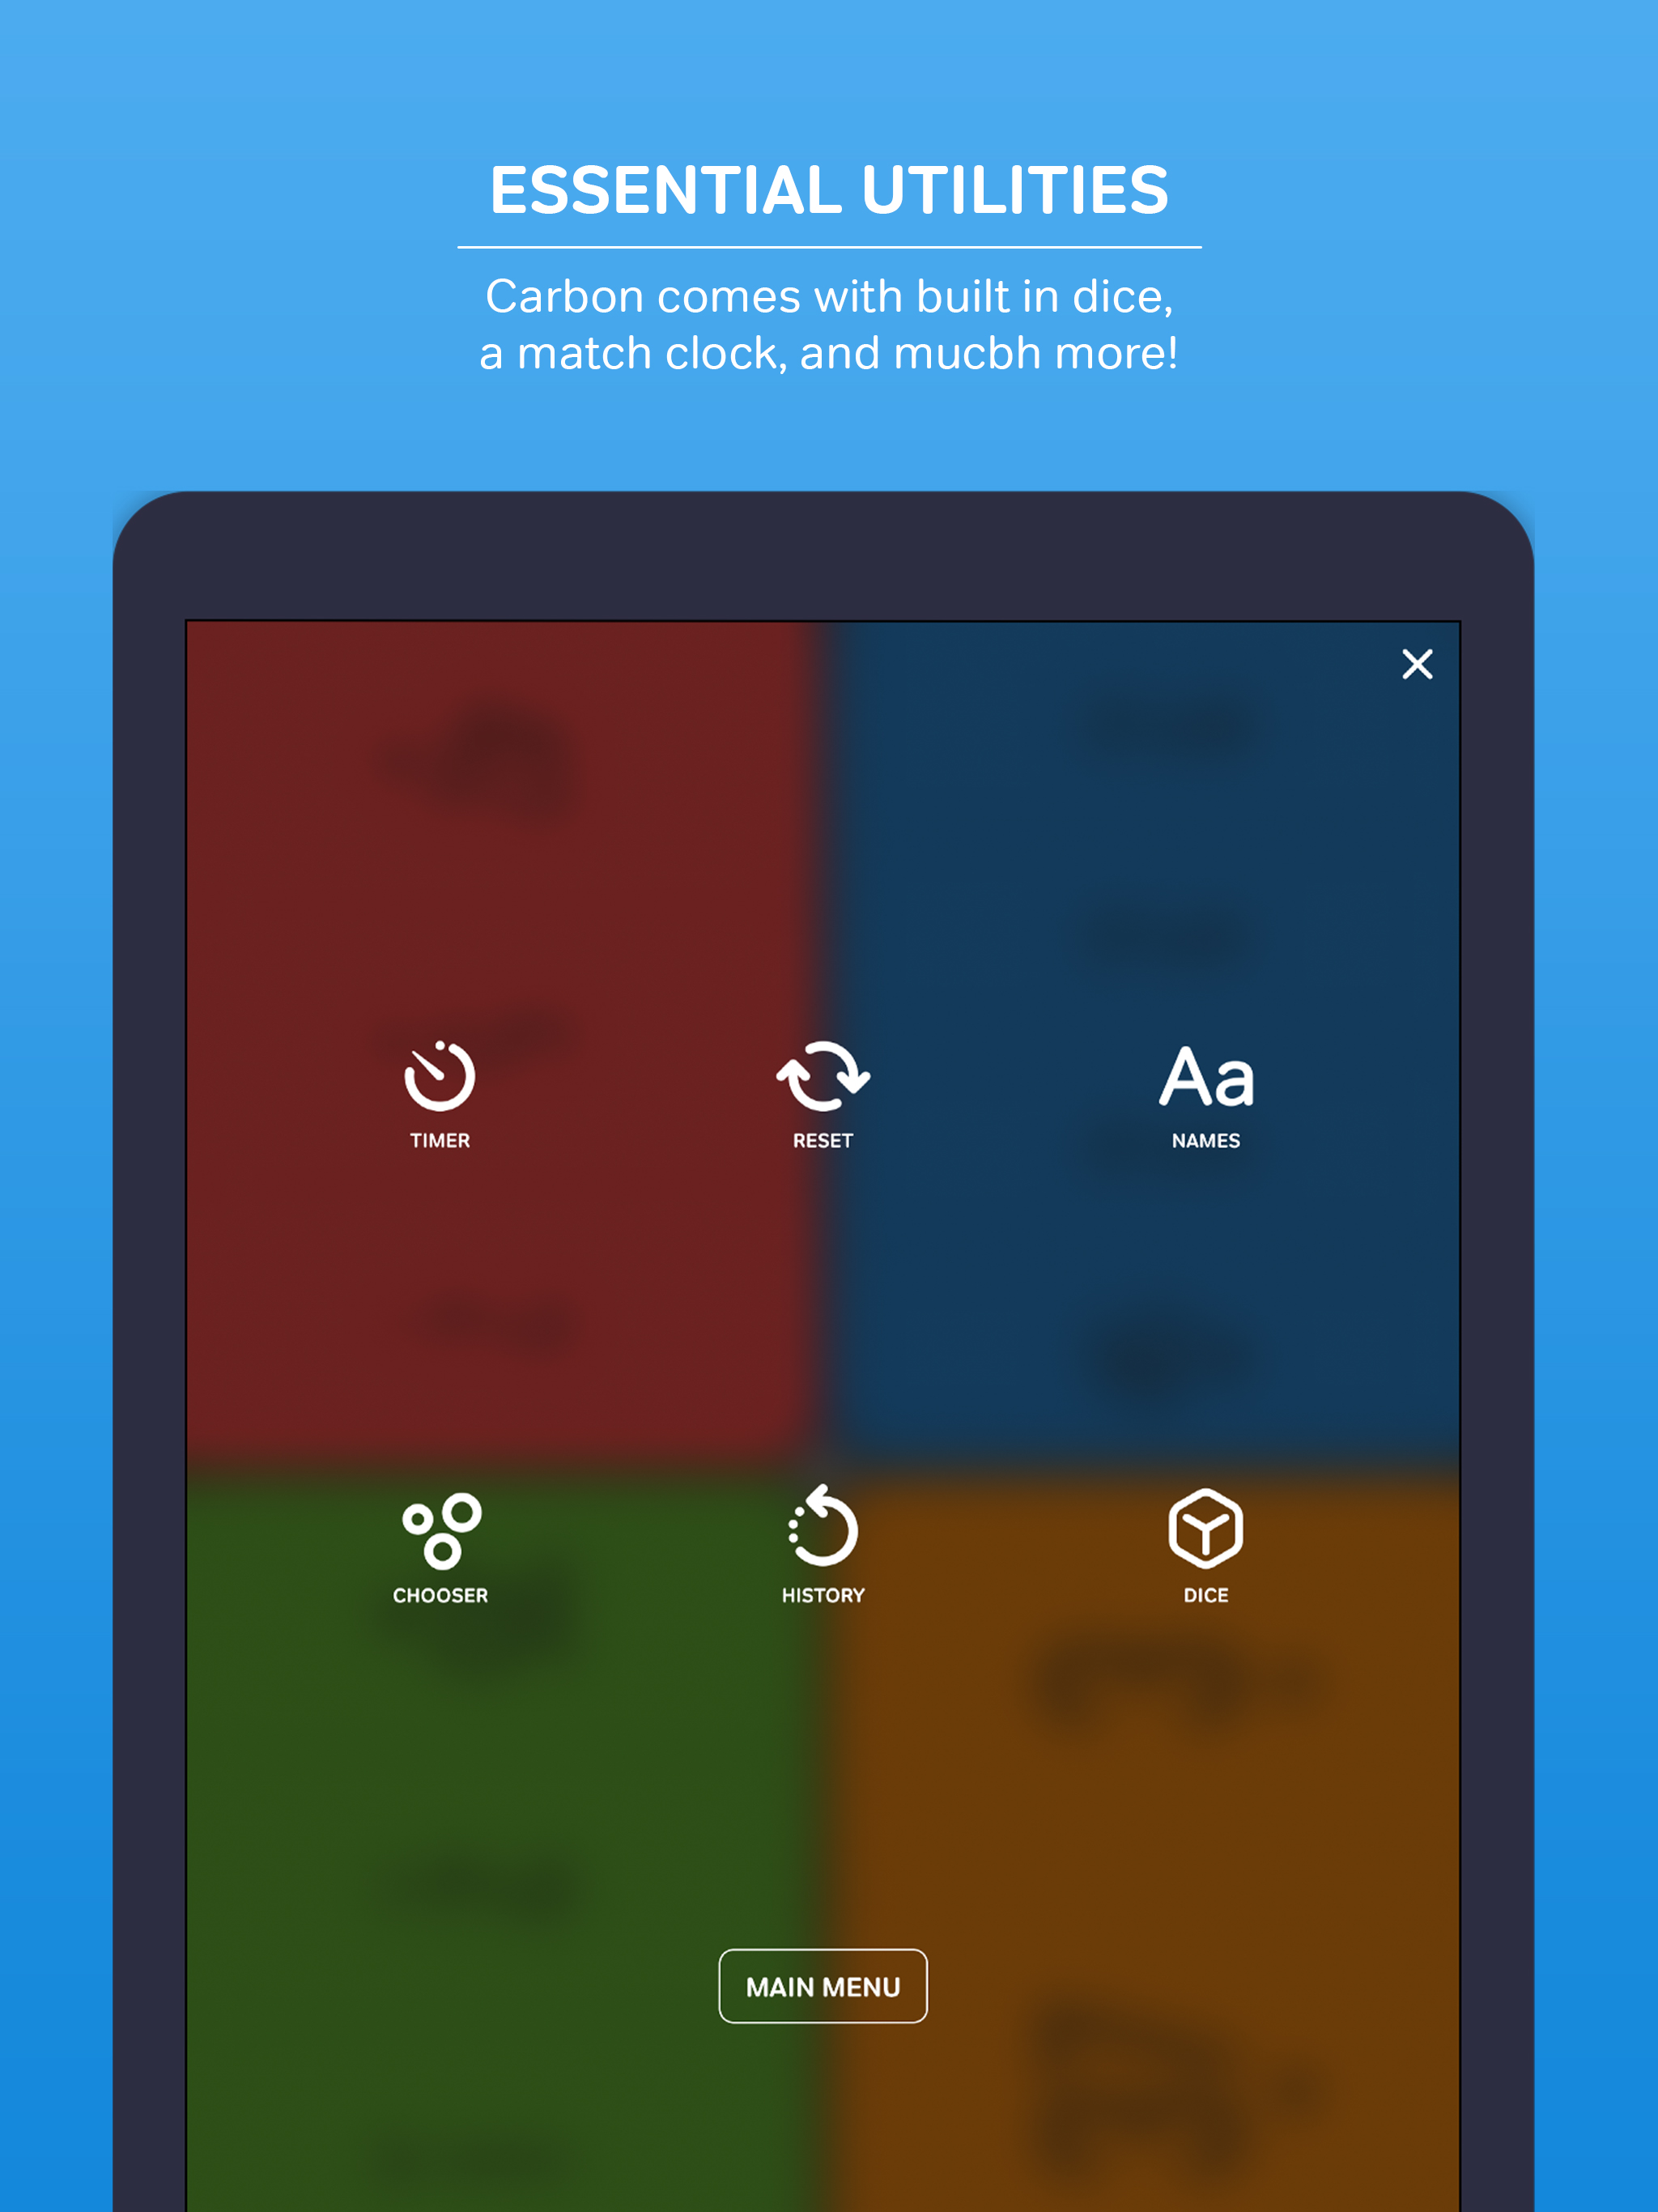 ESSENTIAL UTILITIES
Carbon comes with built in dice,
a match clock, and mucbh more!
TIMER
RESET
Aa
NAMES
CHOOSER
HISTORY
DICE
MAIN MENU